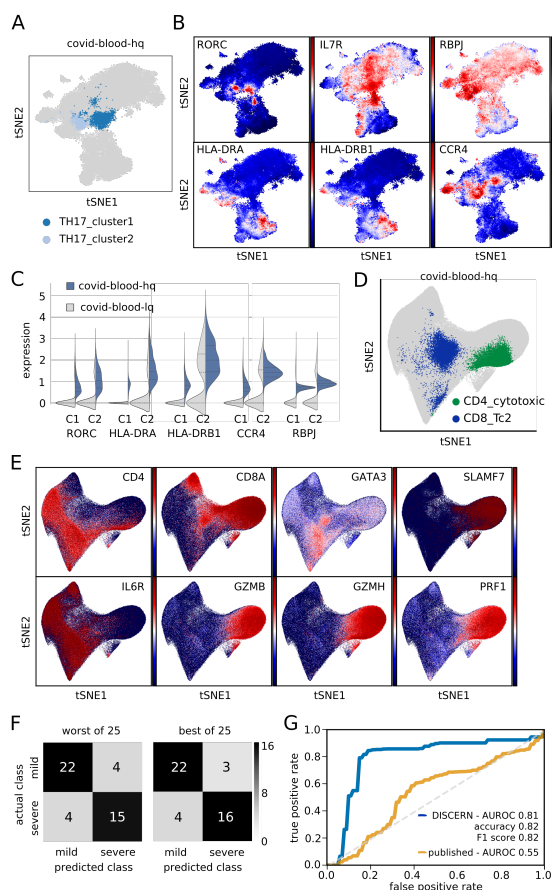 A
covid-blood-hq
tSNE2
tSNE1
TH17_cluster1
TH17_cluster2
B
RORC
IL7R
RBPJ
tSNE2
HLA-DRA
HLA-DRB1
CCR4
tSNE2
tSNE1
tSNE1
tSNE1
C
covid-blood-hq
covid-blood-lq
expression
5
4
3
2
1
0
C1 C2 C1 C2 C1 C2 C1 C2 C1 C2
RORC HLA-DRA HLA-DRB1 CCR4 RBPJ
D
covid-blood-hq
tSNE2
CD4_cytotoxic
CD8_Tc2
tSNE1
E
CD4
CD8A
GATA3
SLAMF7
tSNE2
IL6R
GZMB
GZMH
PRF1
tSNE2
tSNE1
tSNE1
tSNE1
tSNE1
F
worst of 25
best of 25
actual class
mild
severe
22 4
4 15
22 3
4 16
16
8
0
mild severe
predicted class
mild severe
predicted class
G
true positive rate
1.0
0.8
0.6
0.4
0.2
0.0
DISCERN - AUROC 0.81
accuracy 0.82
F1 score 0.82
published - AUROC 0.55
0.0 0.2 0.4 0.6 0.8 1.0
false positive rate